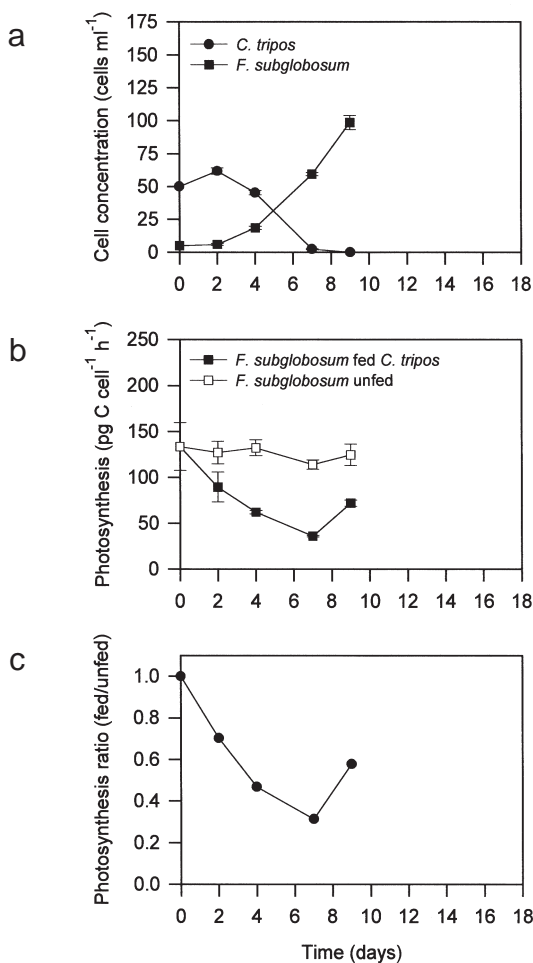 a
Cell concentration (cells ml⁻¹)
175
150
125
100
75
50
25
0
C. tripos
F. subglobosum
0 2 4 6 8 10 12 14 16 18
b
Photosynthesis (pg C cell⁻¹ h⁻¹)
250
200
150
100
50
0
F. subglobosum fed C. tripos
F. subglobosum unfed
0 2 4 6 8 10 12 14 16 18
c
Photosynthesis ratio (fed/unfed)
1.0
0.8
0.6
0.4
0.2
0.0
0 2 4 6 8 10 12 14 16 18
Time (days)